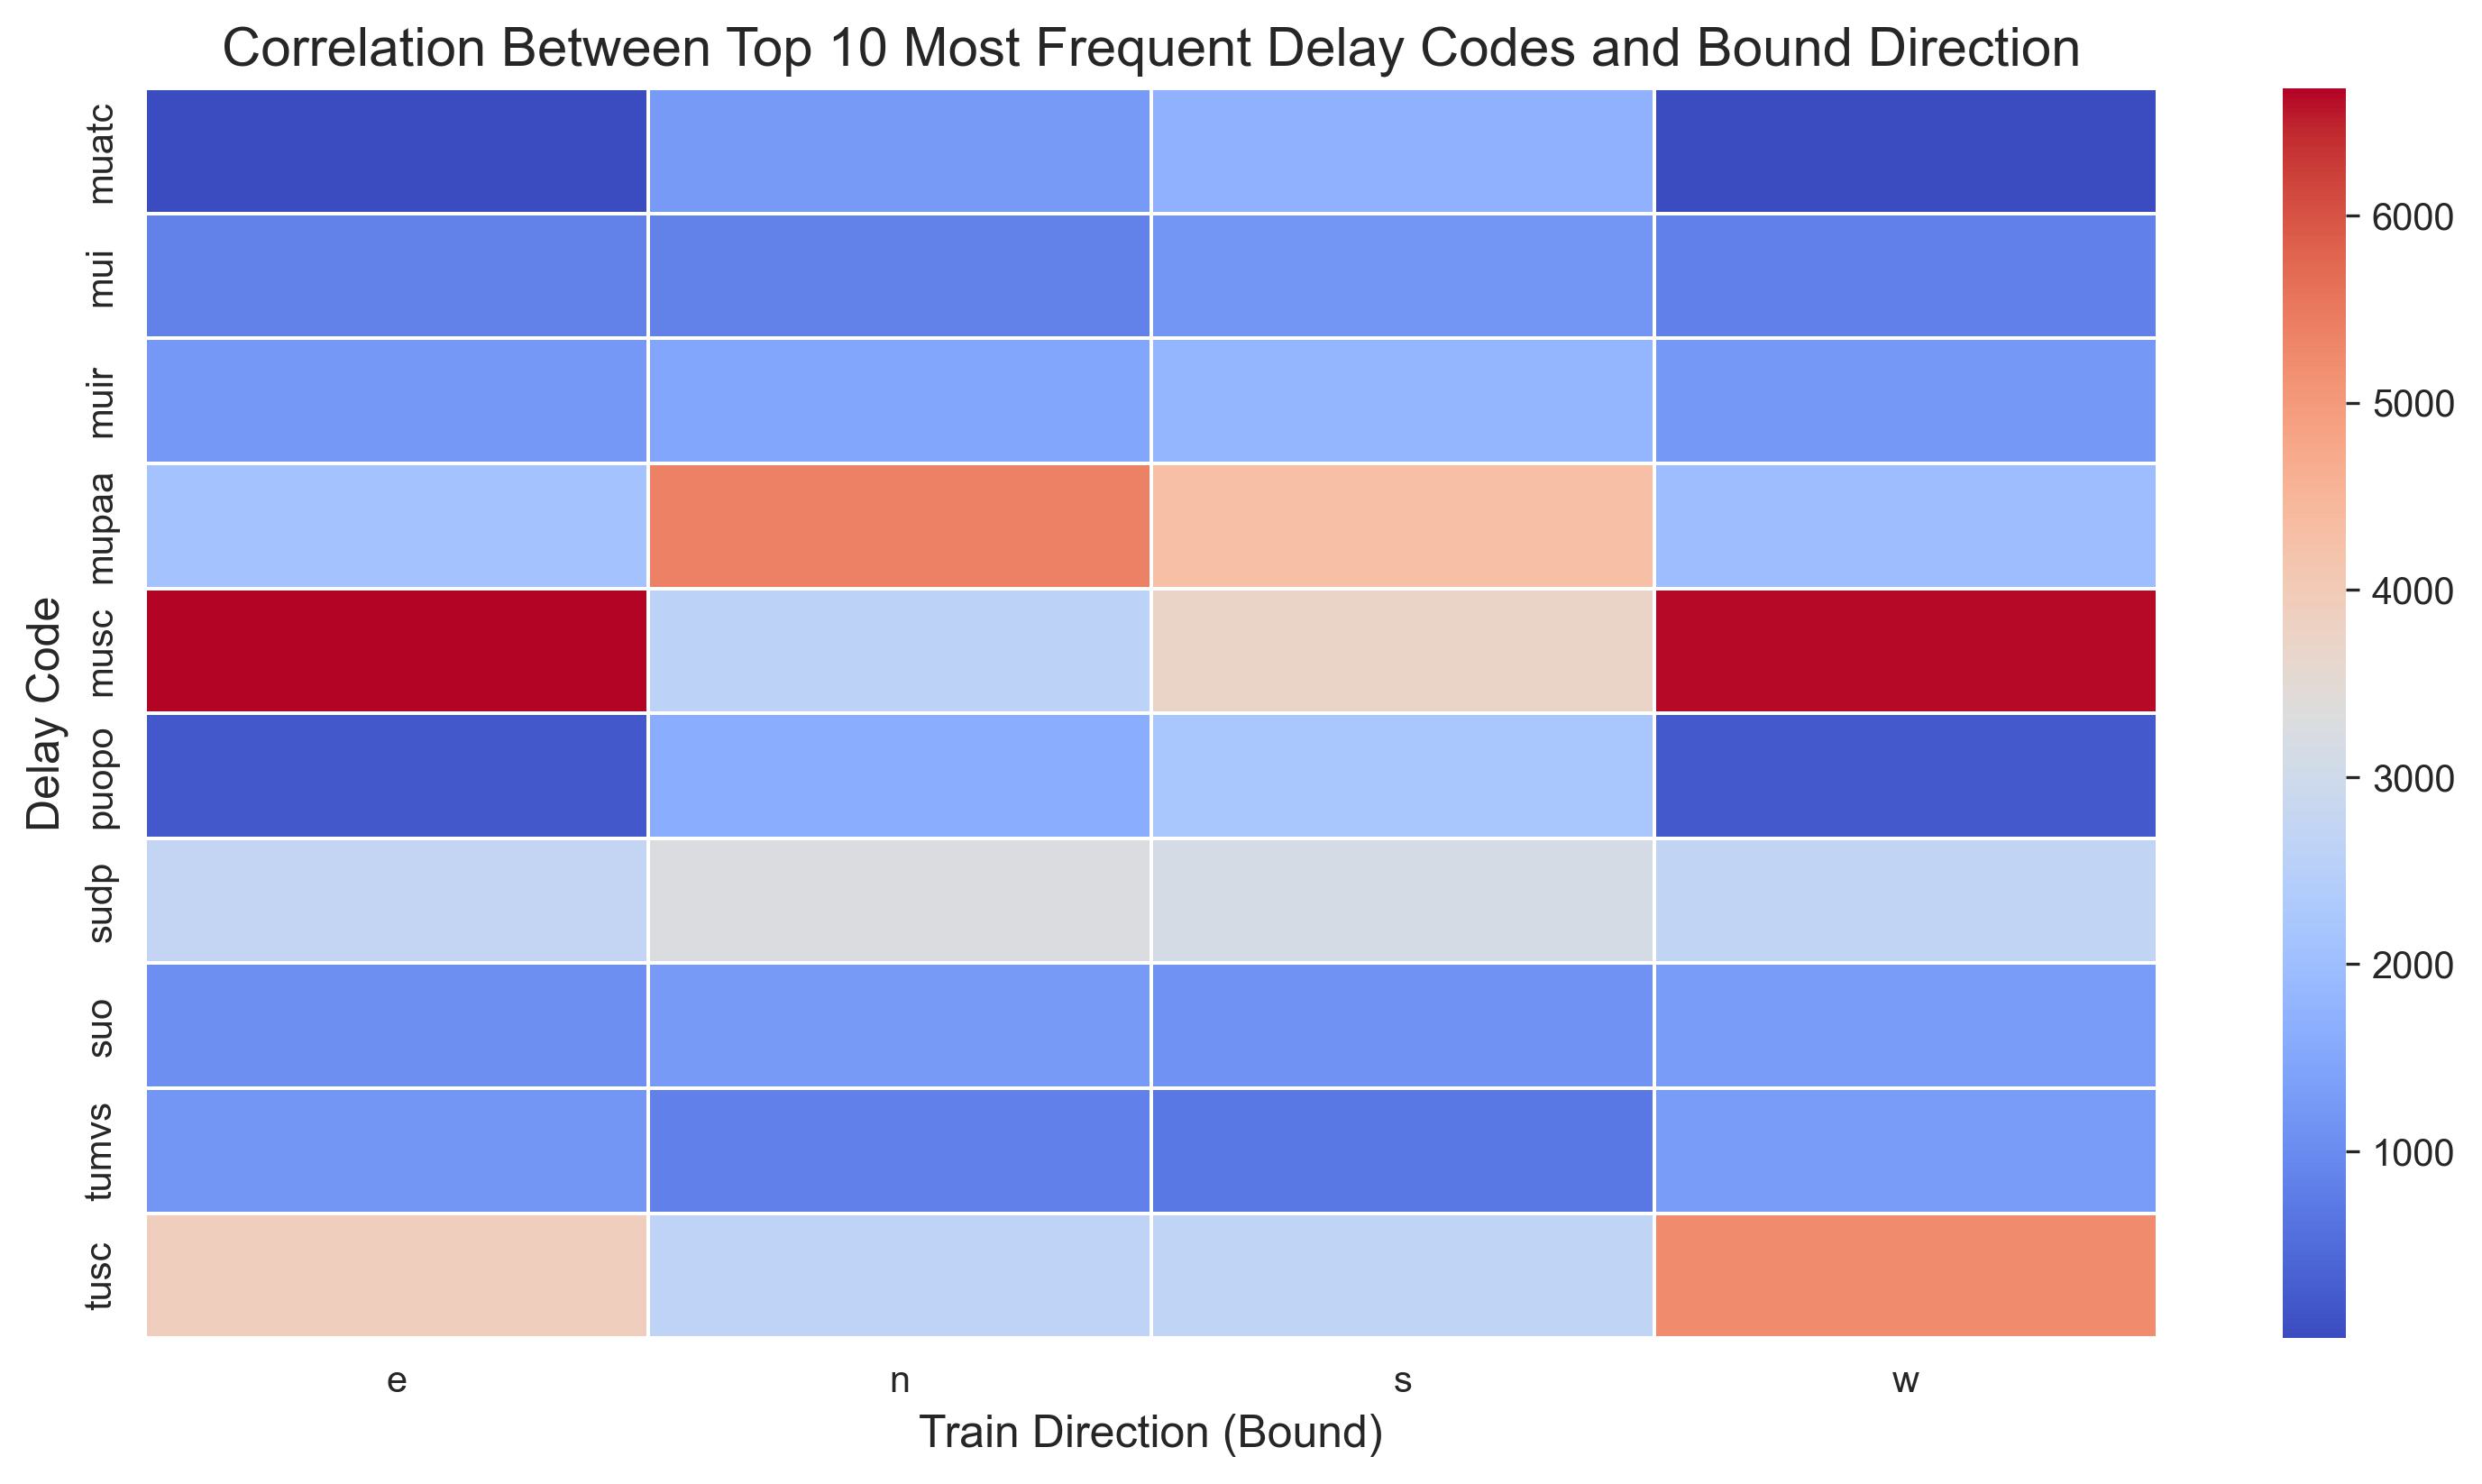 Correlation Between Top 10 Most Frequent Delay Codes and Bound Direction
Delay Code
muatc
mui
muir
mupaa
musc
puopo
sudp
suo
tumvs
tusc
e
n
s
w
Train Direction (Bound)
6000
5000
4000
3000
2000
1000